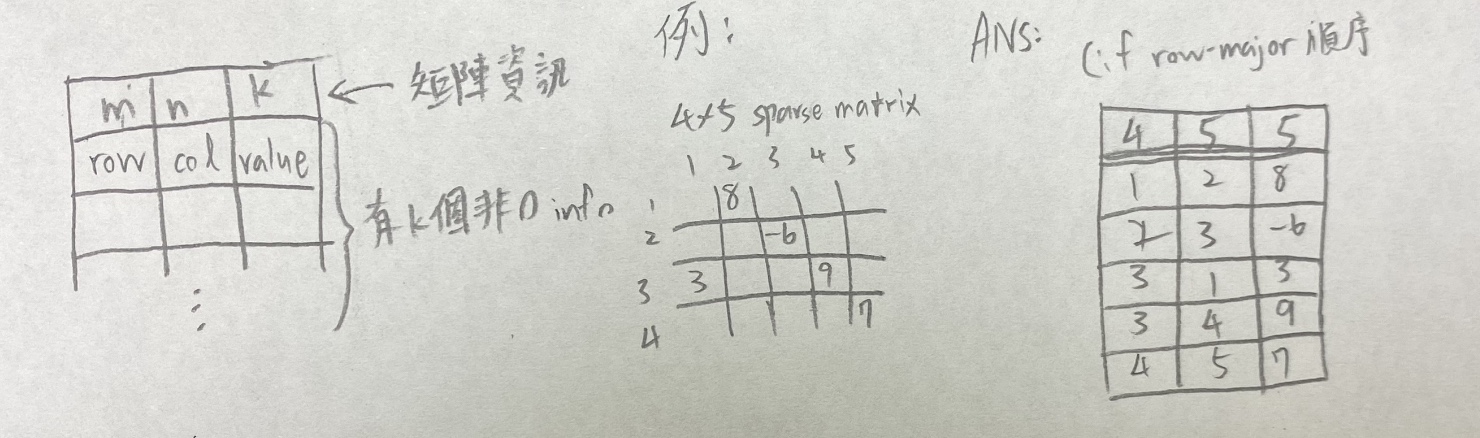 m n k ← 矩陣資訊
row col value
有k個非0 info
⋮
例:
4×5 sparse matrix
1 2 3 4 5
1 8
2 -6
3 3 9
4 7
ANS: (if row-major 順序
4 5 5
1 2 8
2 3 -6
3 1 3
3 4 9
4 5 7